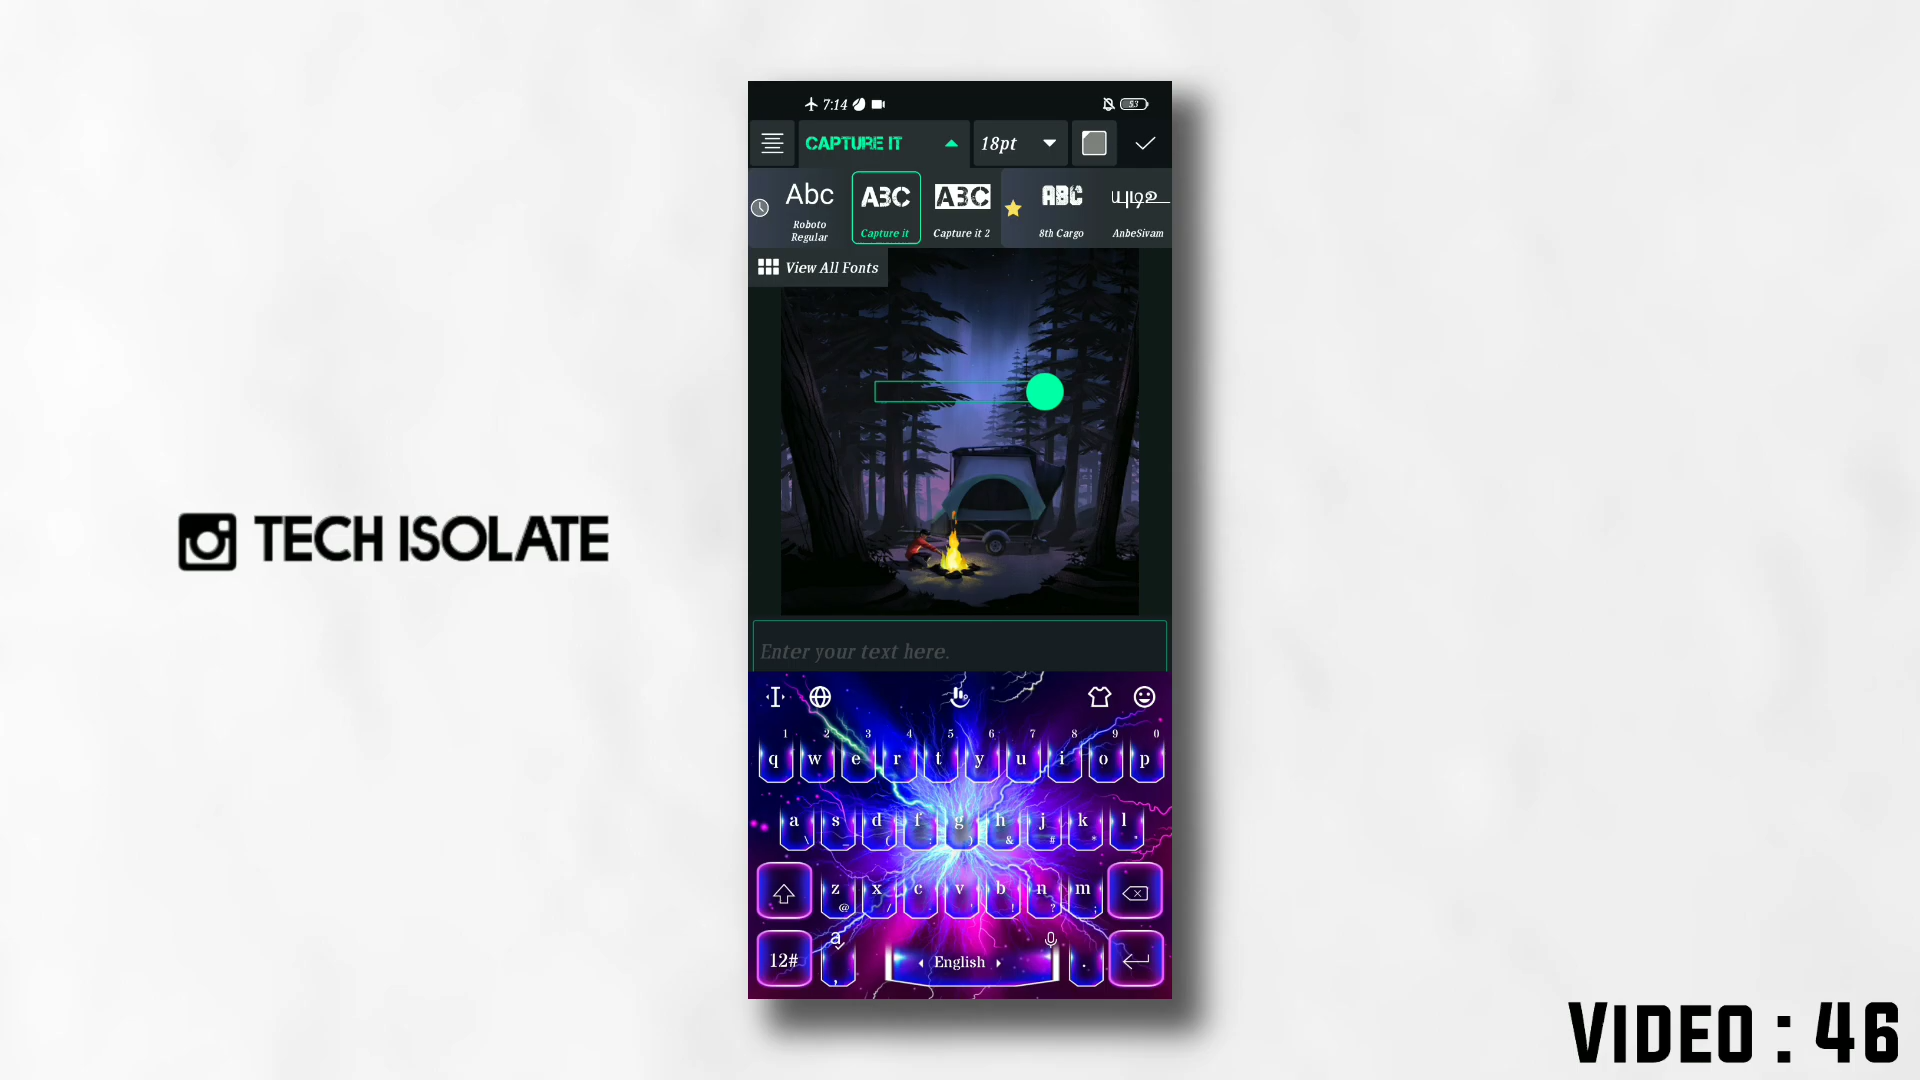 7:14
53
CAPTURE IT
18pt
Abc
Roboto
Regular
ABC
Capture it
ABC
Capture it 2
ABC
8th Cargo
யுடிஉ
AnbeSivam
View All Fonts
TECH ISOLATE
Enter your text here.
1 2 3 4 5 6 7 8 9 0
q w e r t y u i o p
a s d f g h j k l
\ _ ( : ) & # * "
z x c v b n m
@ / - ' ! ? ;
a
12# , English . 
VIDEO : 46